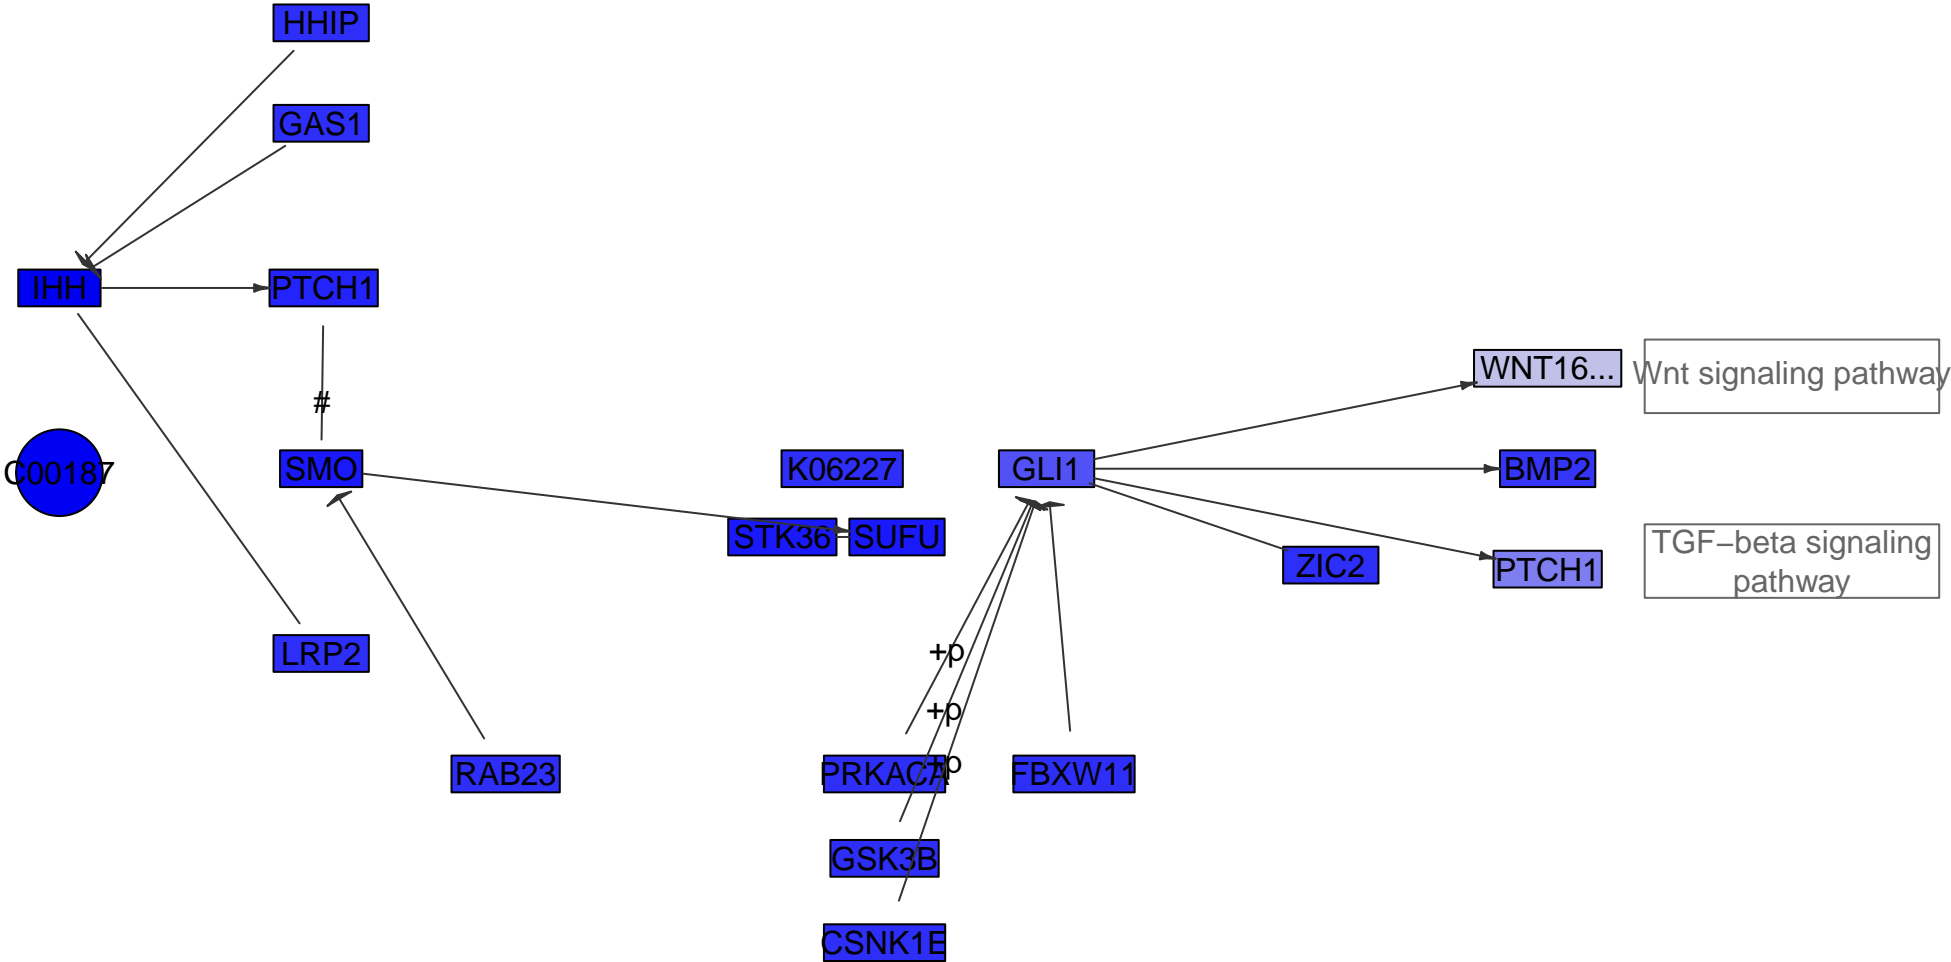 HHIP
GAS1
IHH
PTCH1
WNT16...
Wnt signaling pathway
#
C00187
SMO
K06227
GLI1
BMP2
STK36
SUFU
ZIC2
PTCH1
TGF−beta signaling
pathway
LRP2
+p
+p
+p
RAB23
PRKACA
FBXW11
GSK3B
CSNK1E